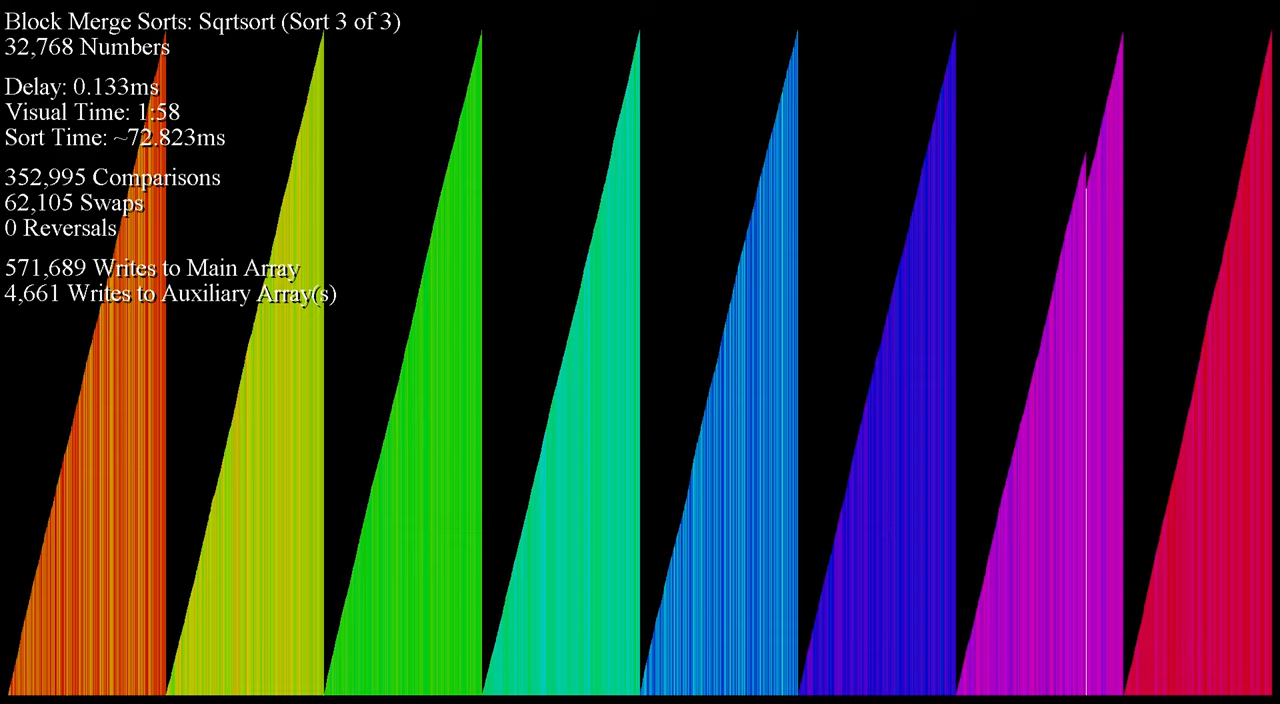 Block Merge Sorts: Sqrtsort (Sort 3 of 3)
32,768 Numbers
Delay: 0.133ms
Visual Time: 1:58
Sort Time: ~72.823ms
352,995 Comparisons
62,105 Swaps
0 Reversals
571,689 Writes to Main Array
4,661 Writes to Auxiliary Array(s)